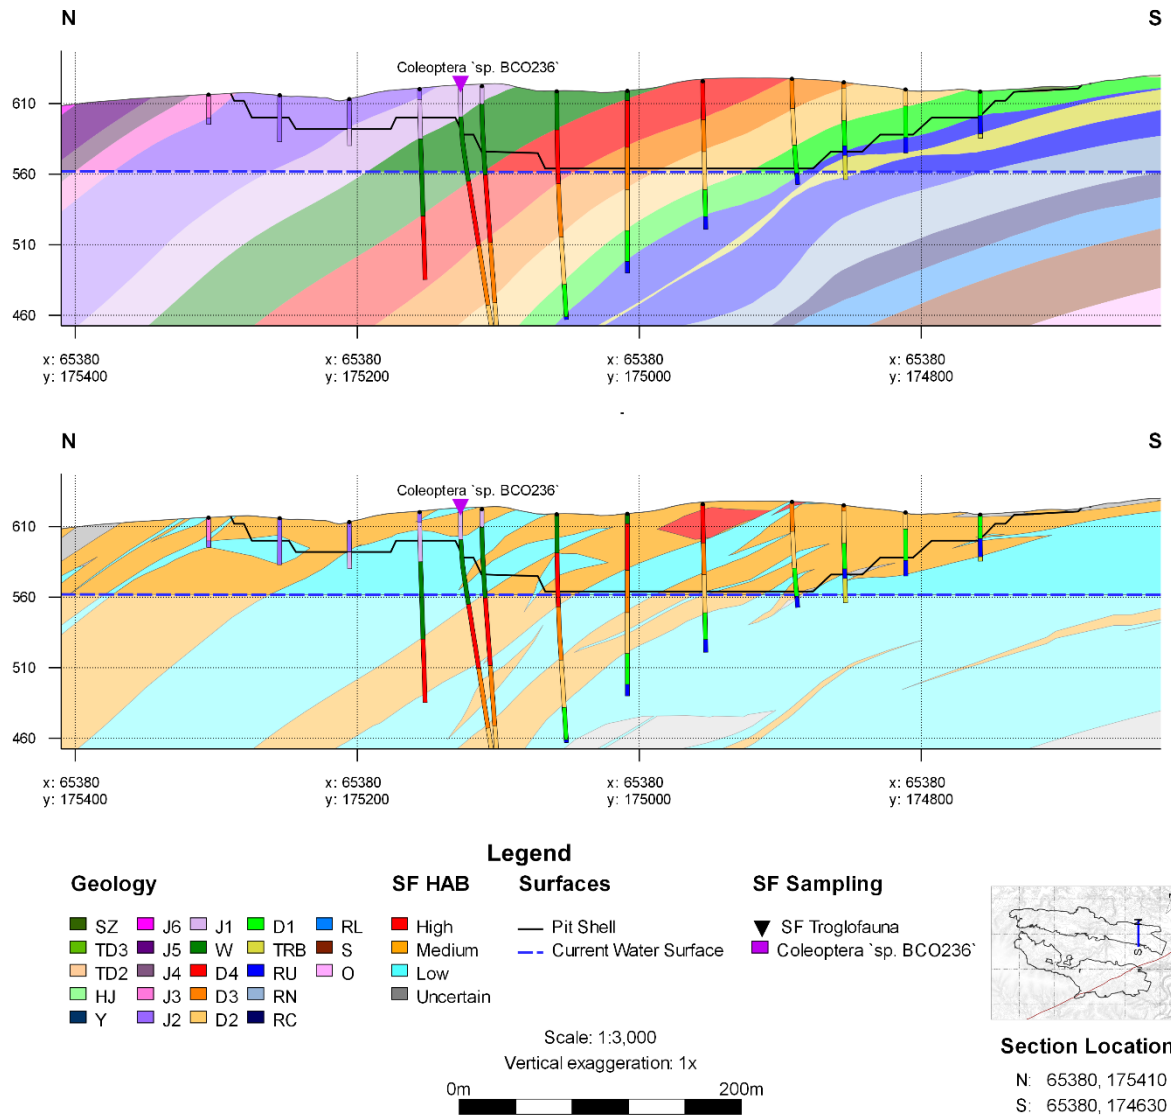 N S
Coleoptera `sp. BCO236`
610
560
510
460
x: 65380 x: 65380 x: 65380 x: 65380
y: 175400 y: 175200 y: 175000 y: 174800
-
N S
Coleoptera `sp. BCO236`
610
560
510
460
x: 65380 x: 65380 x: 65380 x: 65380
y: 175400 y: 175200 y: 175000 y: 174800
Legend
Geology SF HAB Surfaces SF Sampling
SZ J6 J1 D1 RL High Pit Shell SF Troglofauna
TD3 J5 W TRB S Medium Current Water Surface Coleoptera `sp. BCO236`
TD2 J4 D4 RU O Low
HJ J3 D3 RN Uncertain
Y J2 D2 RC
Scale: 1:3,000
Vertical exaggeration: 1x
0m 200m
N
S
Section Location
N: 65380, 175410
S: 65380, 174630